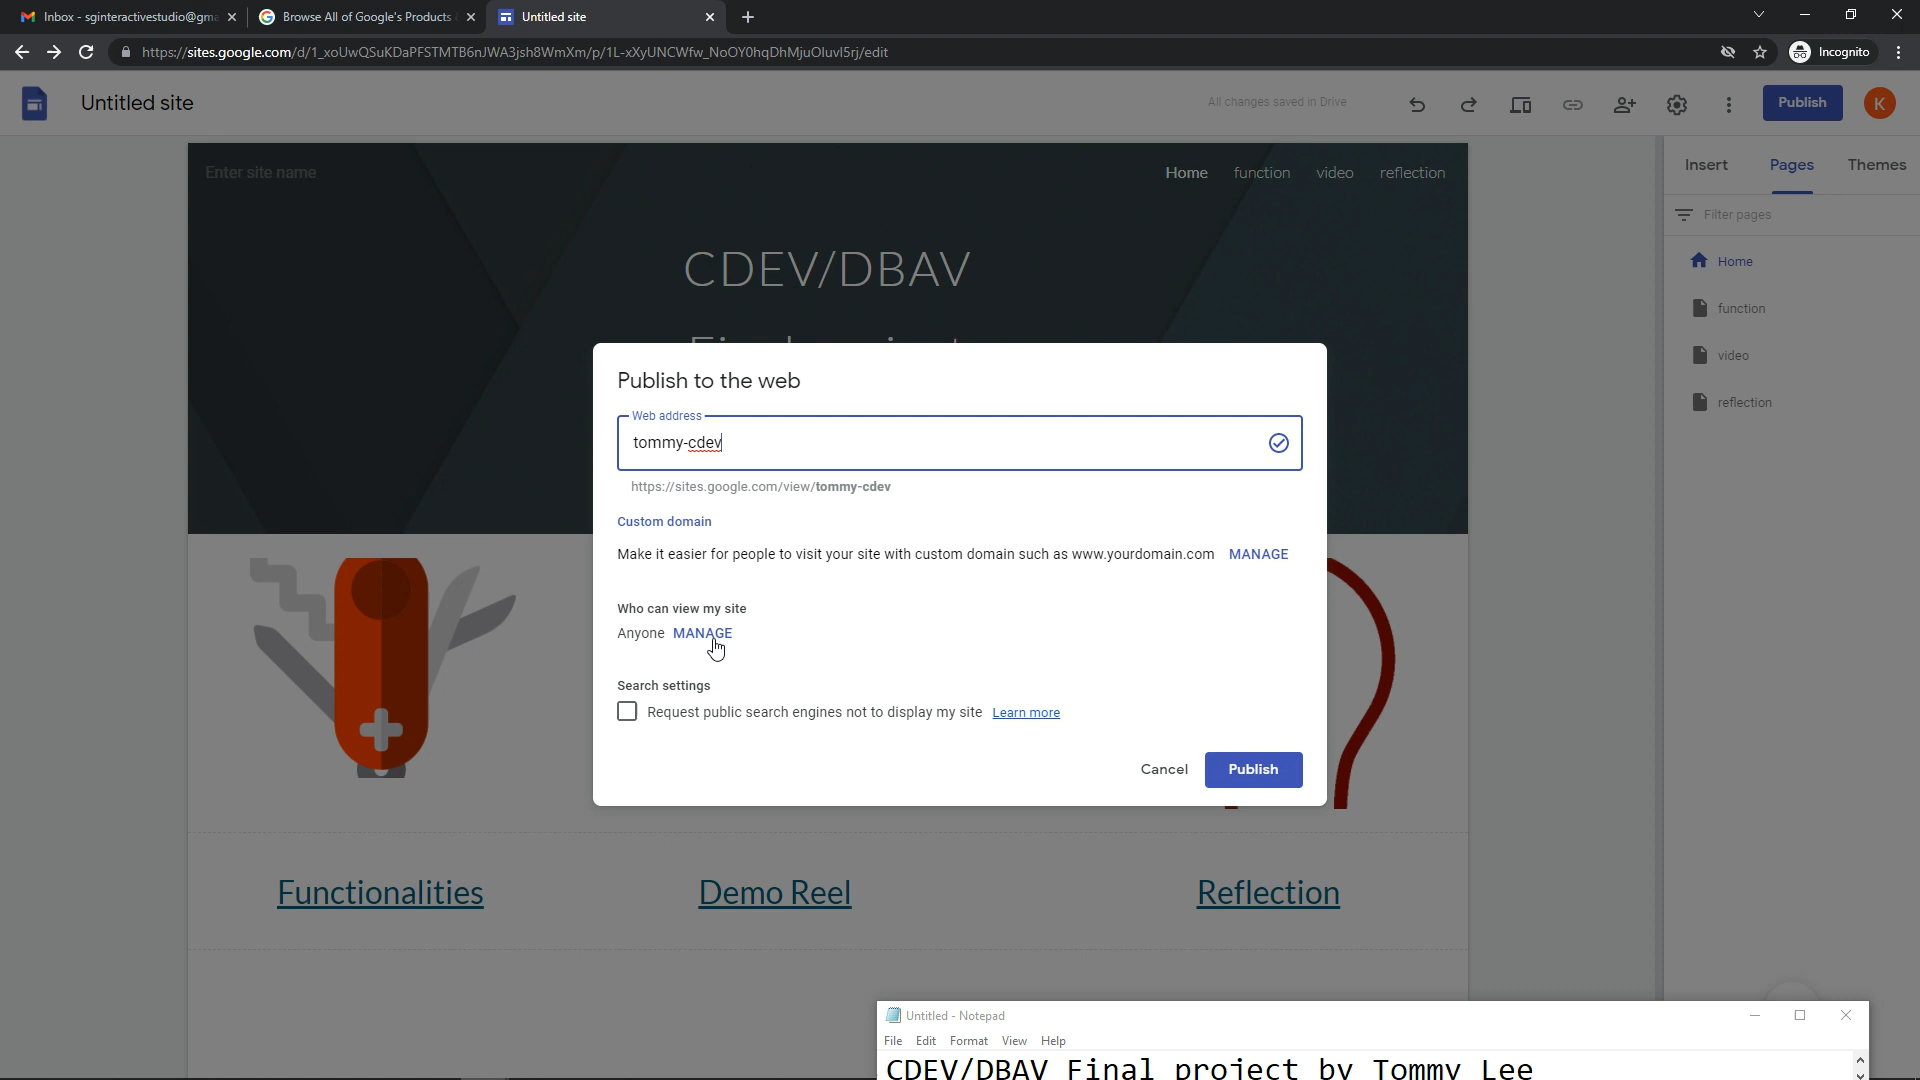 Inbox - sginteractivestudio@gma
Browse All of Google's Products
Untitled site
https://sites.google.com/d/1_xoUwQSuKDaPFSTMTB6nJWA3jsh8WmXm/p/1L-xXyUNCWfw_NoOY0hqDhMjuOluvI5rj/edit
Incognito
Untitled site
All changes saved in Drive
Publish
K
Enter site name
Home
function
video
reflection
Insert
Pages
Themes
Filter pages
Home
function
video
reflection
CDEV/DBAV
Publish to the web
Web address
tommy-cdev
https://sites.google.com/view/tommy-cdev
Custom domain
Make it easier for people to visit your site with custom domain such as www.yourdomain.com MANAGE
Who can view my site
Anyone MANAGE
Search settings
Request public search engines not to display my site Learn more
Cancel
Publish
Functionalities
Demo Reel
Reflection
Untitled - Notepad
File Edit Format View Help
CDEV/DBAV Final project by Tommy Lee